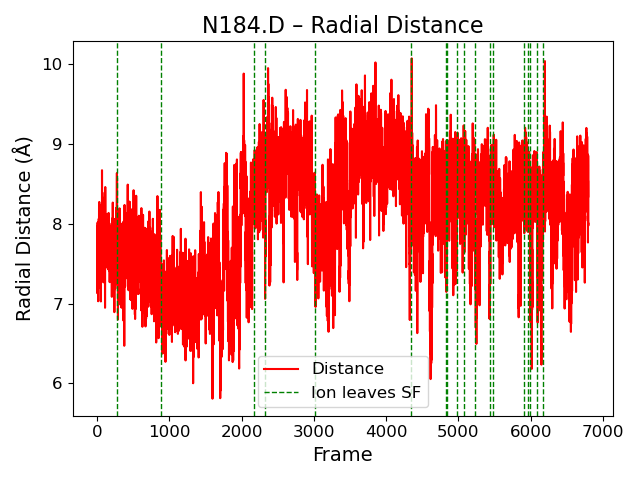 N184.D – Radial Distance
Radial Distance (Å)
10
9
8
7
6
Distance
Ion leaves SF
0 1000 2000 3000 4000 5000 6000 7000
Frame